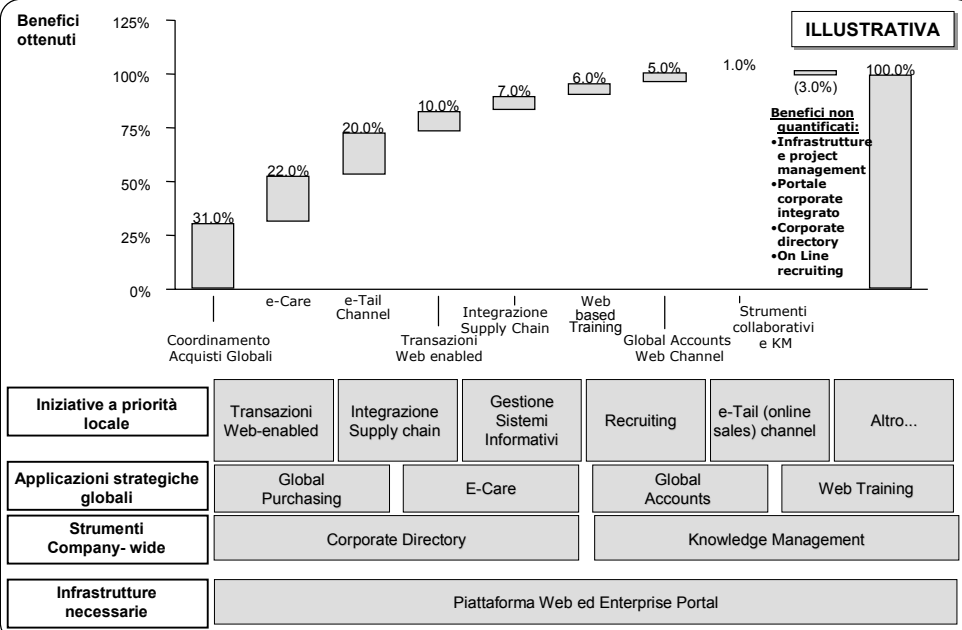 Benefici
ottenuti
ILLUSTRATIVA
125%
100%
75%
50%
25%
0%
31.0%
22.0%
20.0%
10.0%
7.0%
6.0%
5.0%
1.0%
(3.0%)
100.0%
Benefici non
quantificati:
•Infrastrutture
e project
management
•Portale
corporate
integrato
•Corporate
directory
•On Line
recruiting
Coordinamento
Acquisti Globali
e-Care
e-Tail
Channel
Transazioni
Web enabled
Integrazione
Supply Chain
Web
based
Training
Global Accounts
Web Channel
Strumenti
collaborativi
e KM
Iniziative a priorità
locale
Transazioni
Web-enabled
Integrazione
Supply chain
Gestione
Sistemi
Informativi
Recruiting
e-Tail (online
sales) channel
Altro...
Applicazioni strategiche
globali
Global
Purchasing
E-Care
Global
Accounts
Web Training
Strumenti
Company- wide
Corporate Directory
Knowledge Management
Infrastrutture
necessarie
Piattaforma Web ed Enterprise Portal